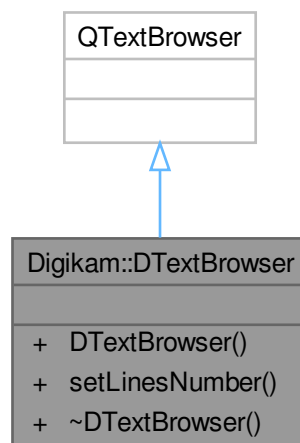 QTextBrowser
Digikam::DTextBrowser
+ DTextBrowser()
+ setLinesNumber()
+ ~DTextBrowser()